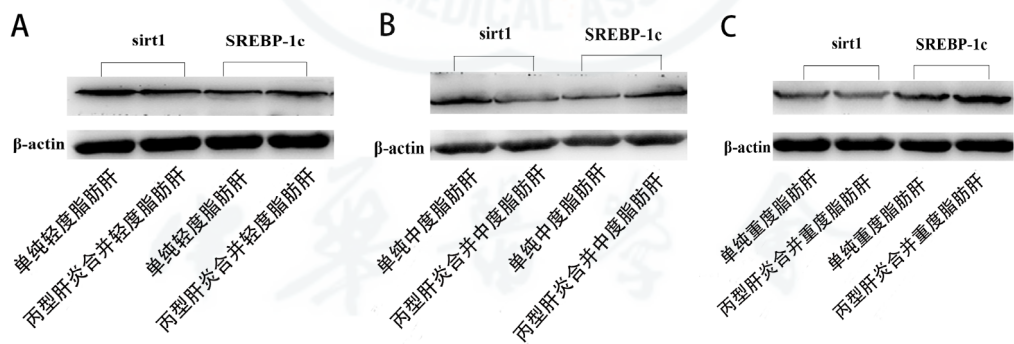 A
sirt1
SREBP-1c
β-actin
单纯轻度脂肪肝
丙型肝炎合并轻度脂肪肝
单纯轻度脂肪肝
丙型肝炎合并轻度脂肪肝
B
sirt1
SREBP-1c
β-actin
单纯中度脂肪肝
丙型肝炎合并中度脂肪肝
单纯中度脂肪肝
丙型肝炎合并中度脂肪肝
C
sirt1
SREBP-1c
β-actin
单纯重度脂肪肝
丙型肝炎合并重度脂肪肝
单纯重度脂肪肝
丙型肝炎合并重度脂肪肝